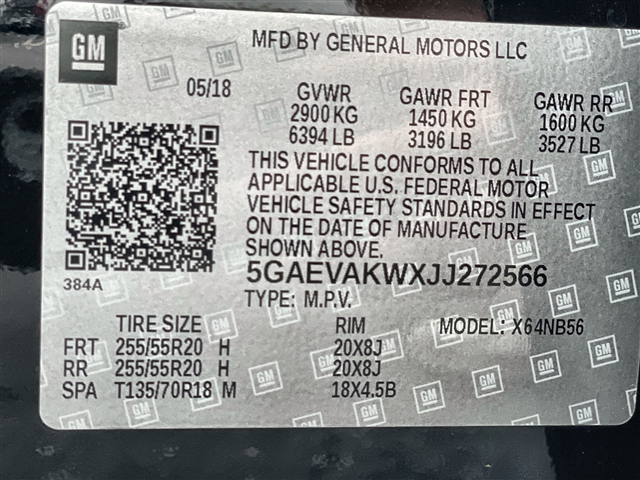 GM
MFD BY GENERAL MOTORS LLC
05/18 GVWR GAWR FRT GAWR RR
2900 KG 1450 KG 1600 KG
6394 LB 3196 LB 3527 LB
THIS VEHICLE CONFORMS TO ALL
APPLICABLE U.S. FEDERAL MOTOR
VEHICLE SAFETY STANDARDS IN EFFECT
ON THE DATE OF MANUFACTURE
SHOWN ABOVE.
384A
5GAEVAKWXJJ272566
TYPE: M.P.V.
TIRE SIZE RIM MODEL: X64NB56
FRT 255/55R20 H 20X8J
RR 255/55R20 H 20X8J
SPA T135/70R18 M 18X4.5B